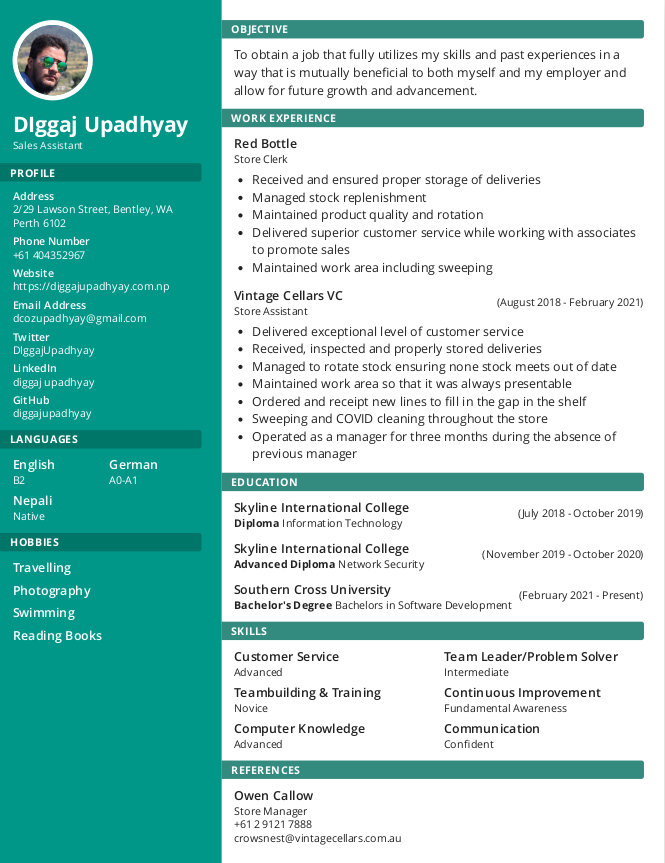 DIggaj Upadhyay
Sales Assistant
PROFILE
Address
2/29 Lawson Street, Bentley, WA
Perth 6102
Phone Number
+61 404352967
Website
https://diggajupadhyay.com.np
Email Address
dcozupadhyay@gmail.com
Twitter
DIggajUpadhyay
LinkedIn
diggaj upadhyay
GitHub
diggajupadhyay
LANGUAGES
English German
B2 A0-A1
Nepali
Native
HOBBIES
Travelling
Photography
Swimming
Reading Books
OBJECTIVE
To obtain a job that fully utilizes my skills and past experiences in a
way that is mutually beneficial to both myself and my employer and
allow for future growth and advancement.
WORK EXPERIENCE
Red Bottle
Store Clerk
• Received and ensured proper storage of deliveries
• Managed stock replenishment
• Maintained product quality and rotation
• Delivered superior customer service while working with associates
to promote sales
• Maintained work area including sweeping
Vintage Cellars VC (August 2018 - February 2021)
Store Assistant
• Delivered exceptional level of customer service
• Received, inspected and properly stored deliveries
• Managed to rotate stock ensuring none stock meets out of date
• Maintained work area so that it was always presentable
• Ordered and receipt new lines to fill in the gap in the shelf
• Sweeping and COVID cleaning throughout the store
• Operated as a manager for three months during the absence of
previous manager
EDUCATION
Skyline International College (July 2018 - October 2019)
Diploma Information Technology
Skyline International College (November 2019 - October 2020)
Advanced Diploma Network Security
Southern Cross University (February 2021 - Present)
Bachelor's Degree Bachelors in Software Development
SKILLS
Customer Service Team Leader/Problem Solver
Advanced Intermediate
Teambuilding & Training Continuous Improvement
Novice Fundamental Awareness
Computer Knowledge Communication
Advanced Confident
REFERENCES
Owen Callow
Store Manager
+61 2 9121 7888
crowsnest@vintagecellars.com.au